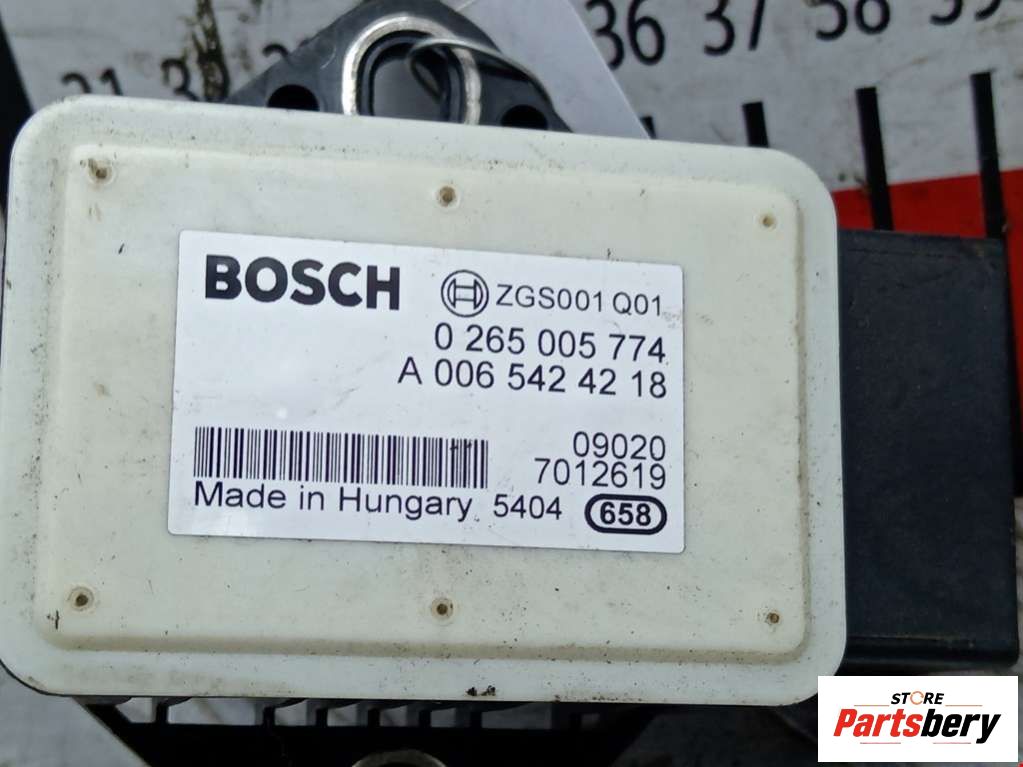 36 37 38 39
BOSCH ZGS001 Q01
0 265 005 774
A 006 542 42 18
09020
7012619
Made in Hungary 5404 658
STORE
Partsbery